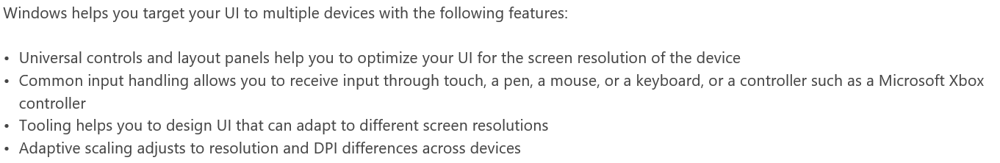 Windows helps you target your UI to multiple devices with the following features:
• Universal controls and layout panels help you to optimize your UI for the screen resolution of the device
• Common input handling allows you to receive input through touch, a pen, a mouse, or a keyboard, or a controller such as a Microsoft Xbox
controller
• Tooling helps you to design UI that can adapt to different screen resolutions
• Adaptive scaling adjusts to resolution and DPI differences across devices